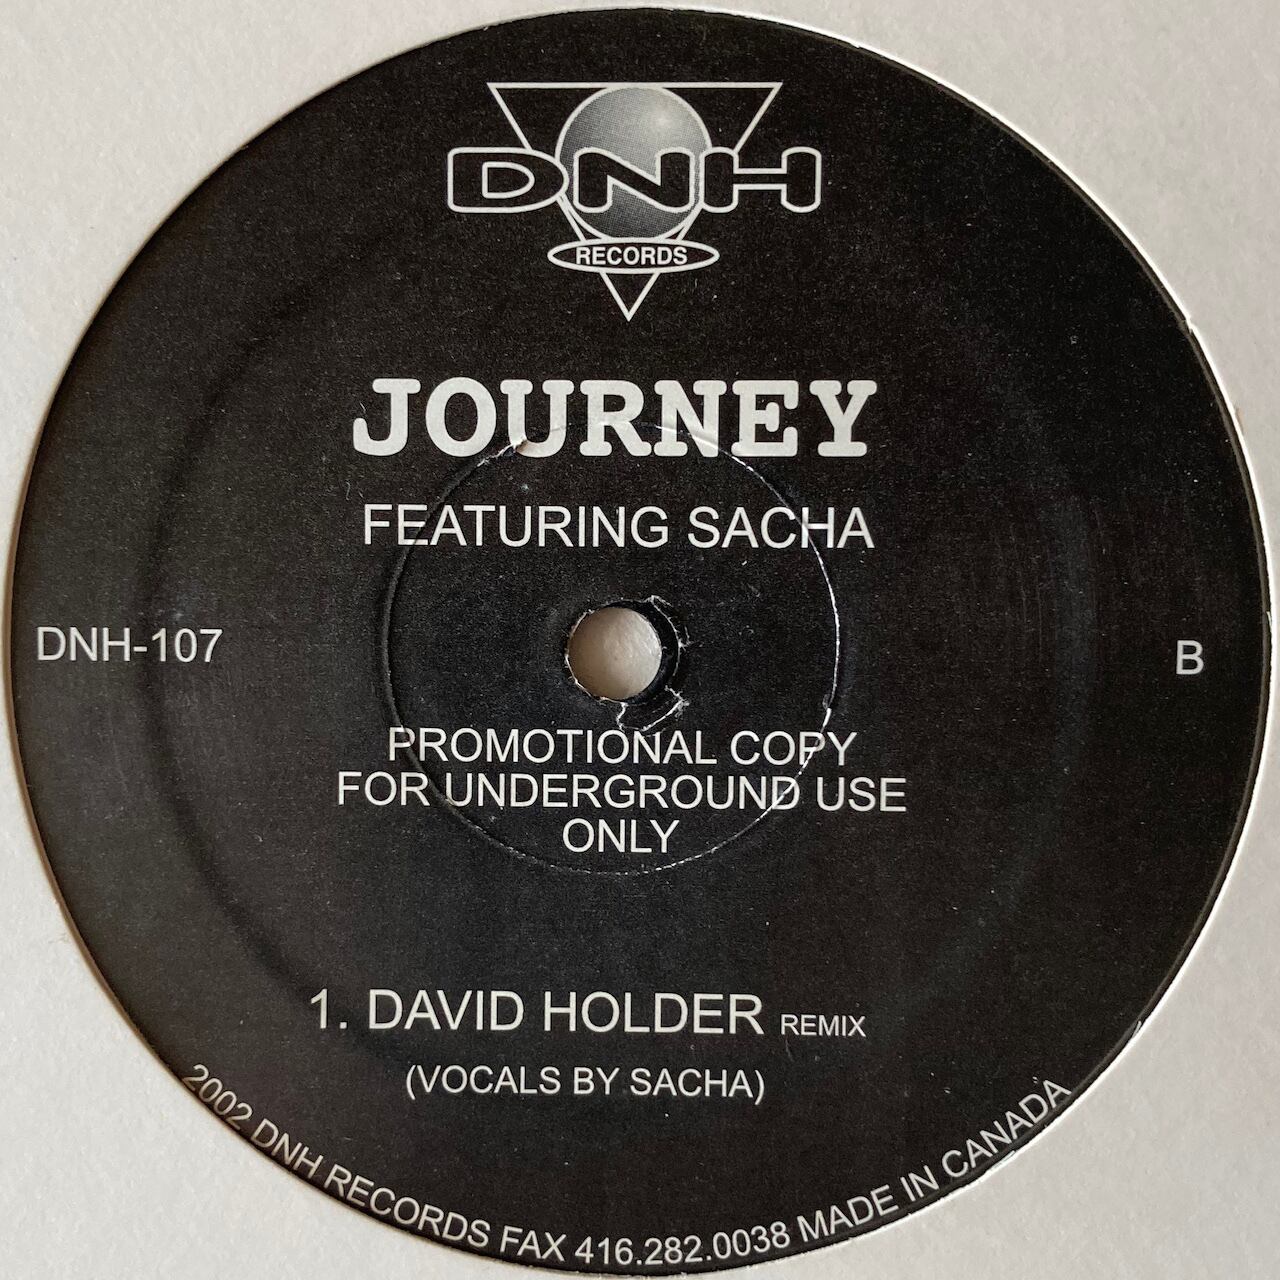 DNH
RECORDS
JOURNEY
FEATURING SACHA
DNH-107
B
PROMOTIONAL COPY
FOR UNDERGROUND USE
ONLY
1. DAVID HOLDER REMIX
(VOCALS BY SACHA)
2002 DNH RECORDS FAX 416.282.0038 MADE IN CANADA